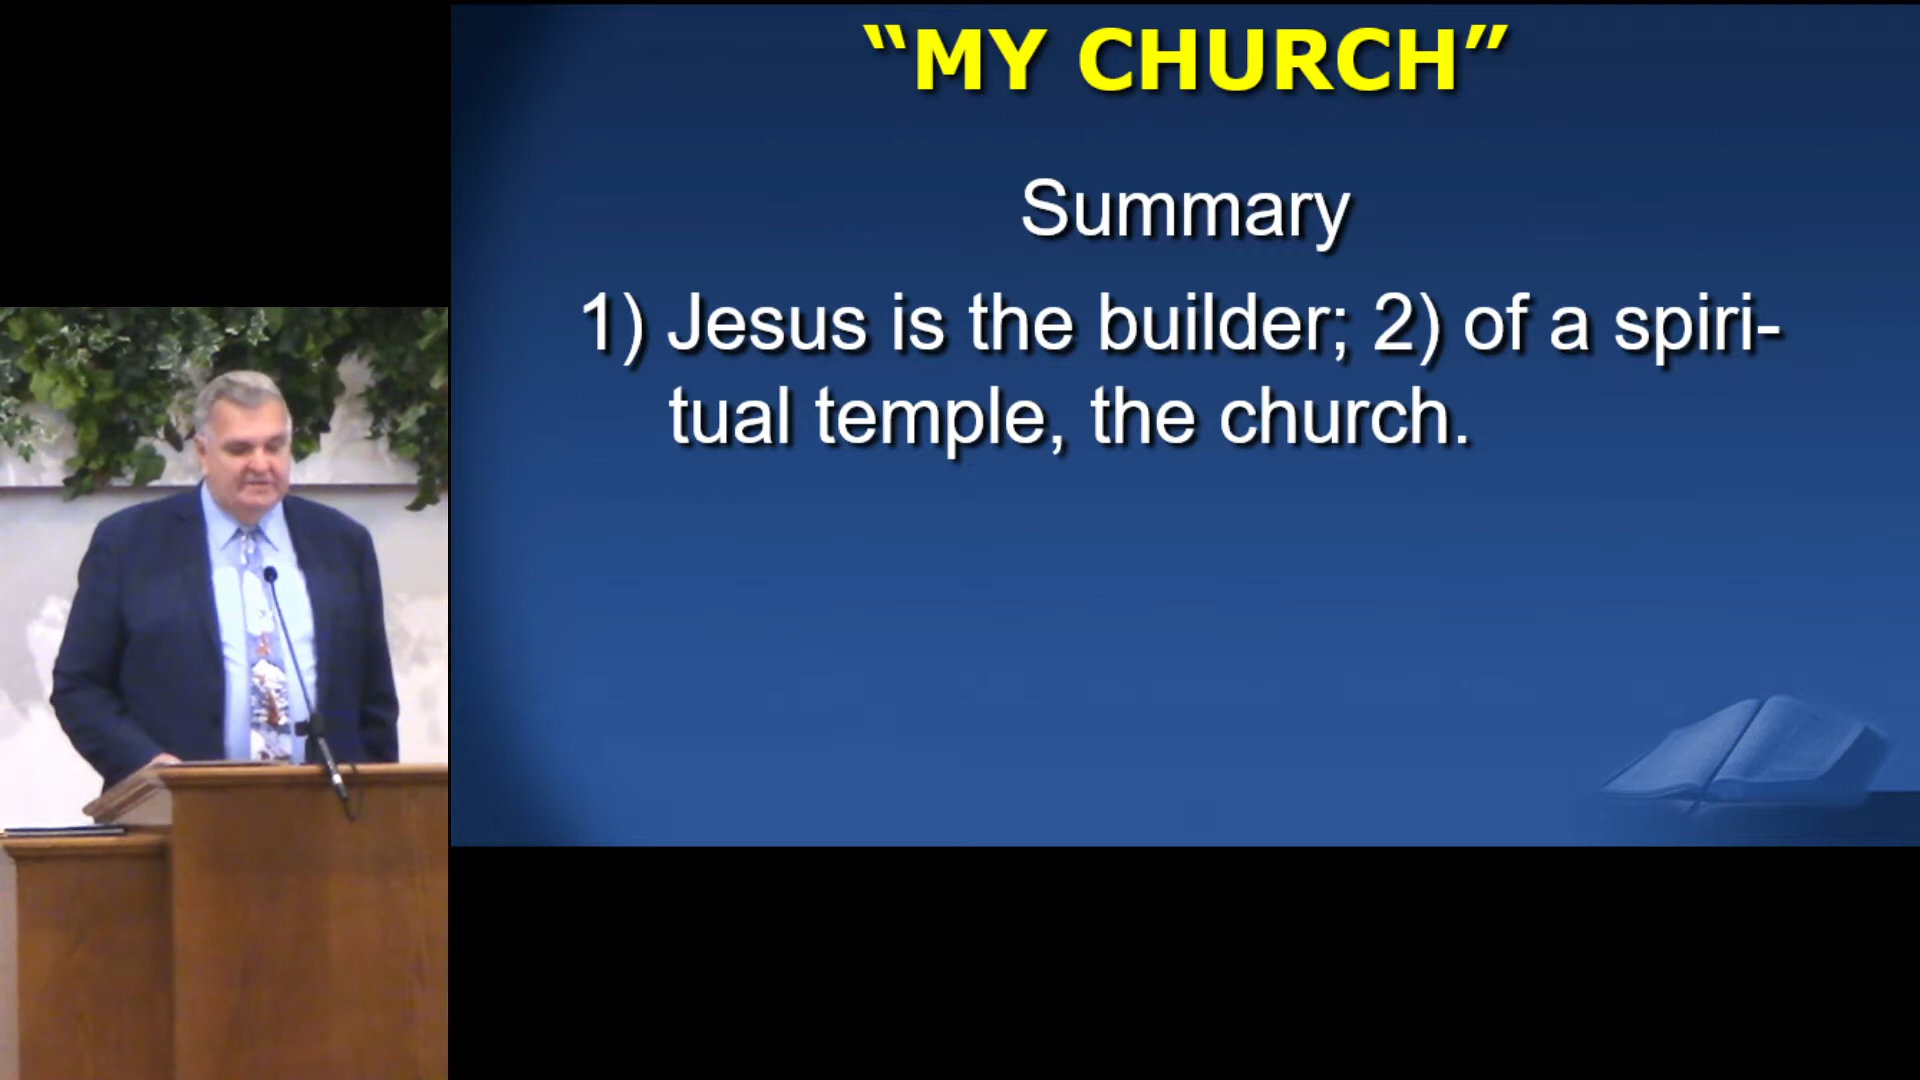 “MY CHURCH”
Summary
1) Jesus is the builder; 2) of a spiri-
tual temple, the church.